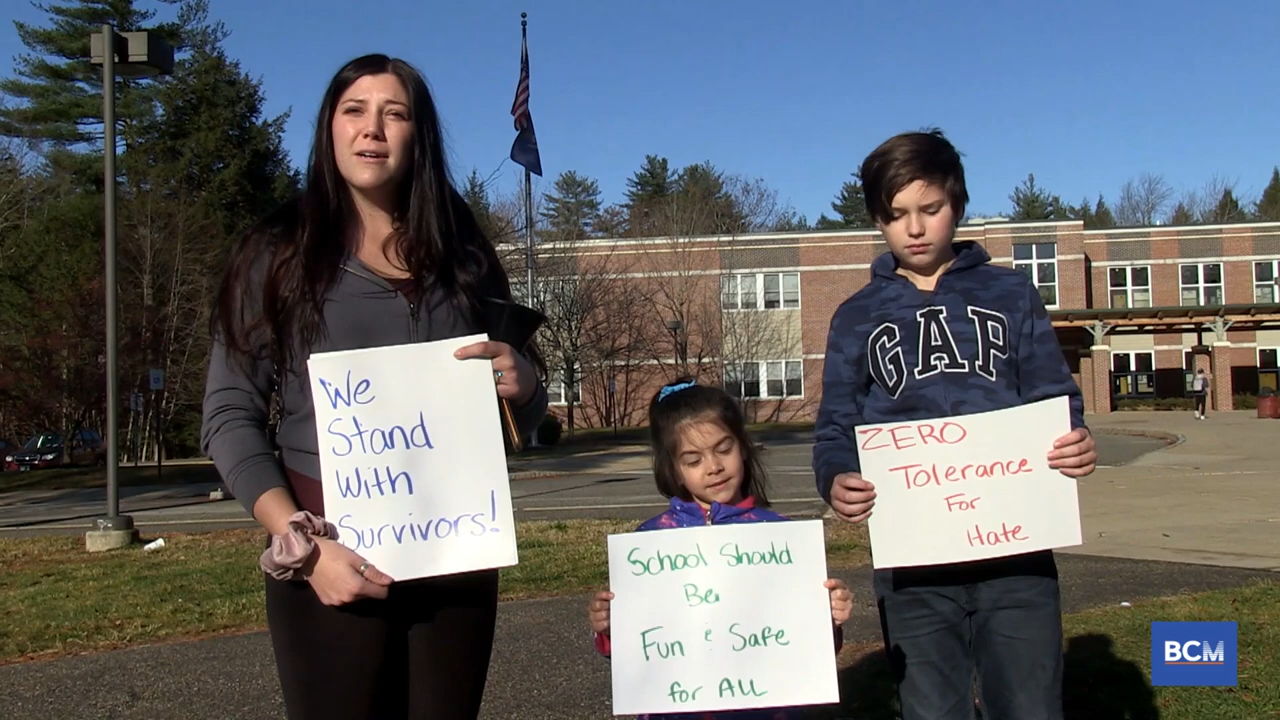 We
Stand
With
Survivors!
School Should
Be
Fun & Safe
for ALL
GAP
ZERO
Tolerance
For
Hate
BCM